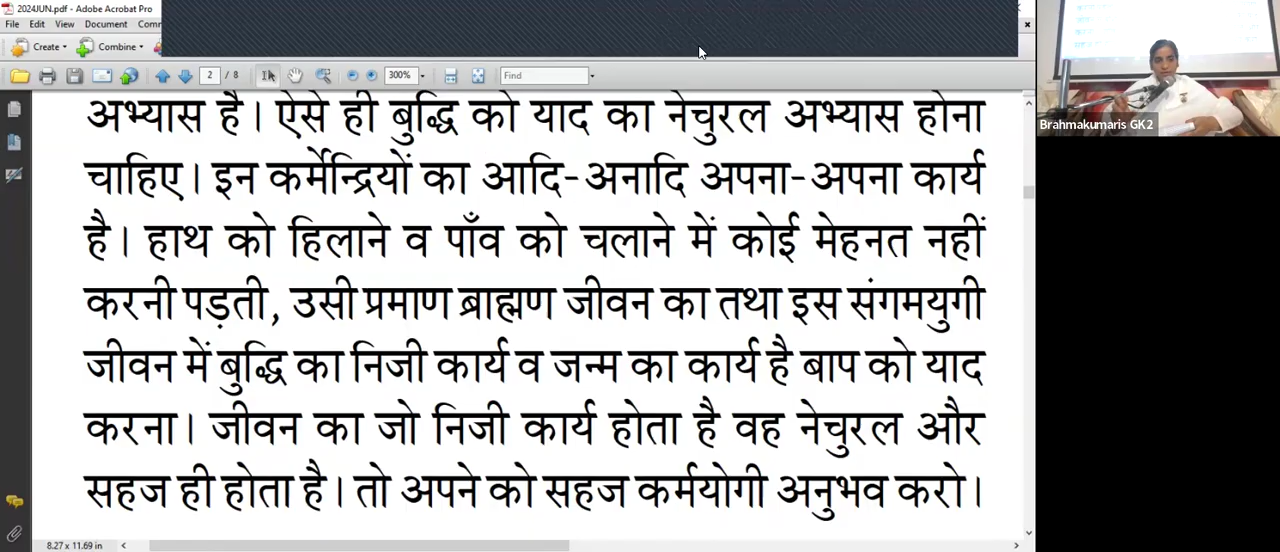 2024JUN.pdf - Adobe Acrobat Pro
File Edit View Document Comm
Create Combine
2 / 8 300% Find
अभ्यास है। ऐसे ही बुद्धि को याद का नेचुरल अभ्यास होना
चाहिए। इन कर्मेन्द्रियों का आदि-अनादि अपना-अपना कार्य
है। हाथ को हिलाने व पाँव को चलाने में कोई मेहनत नहीं
करनी पड़ती, उसी प्रमाण ब्राह्मण जीवन का तथा इस संगमयुगी
जीवन में बुद्धि का निजी कार्य व जन्म का कार्य है बाप को याद
करना। जीवन का जो निजी कार्य होता है वह नेचुरल और
सहज ही होता है। तो अपने को सहज कर्मयोगी अनुभव करो।
8.27 x 11.69 in
Brahmakumaris GK2